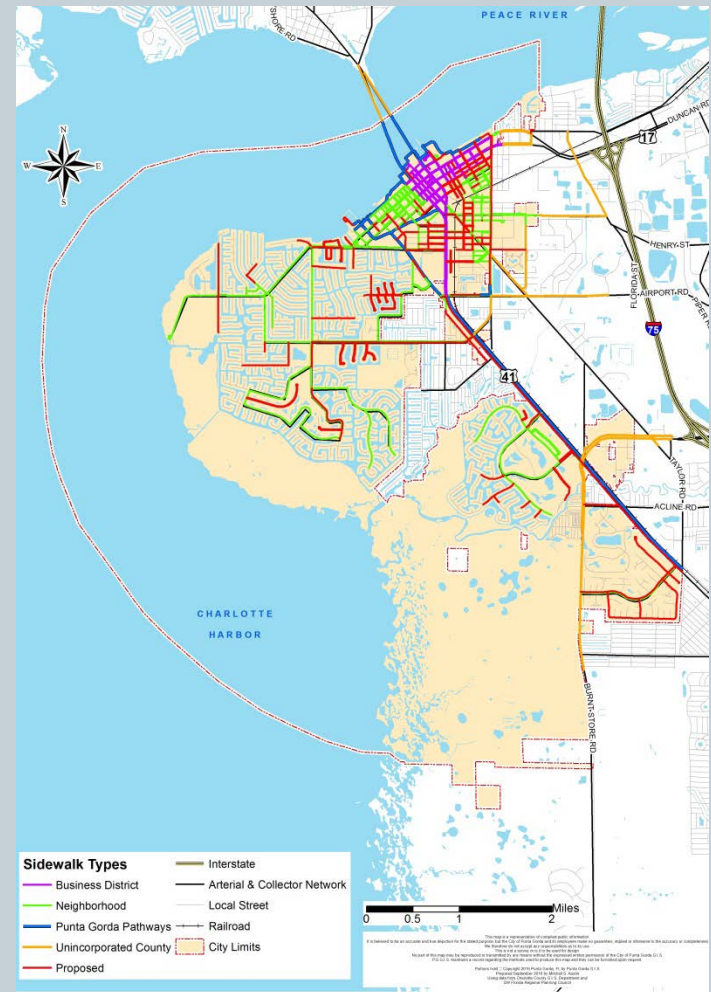 PEACE RIVER
SHORE RD
DUNCAN RD
17
N
W E
S
HENRY ST
FLORIDA ST
AIRPORT RD
PIPER R
75
41
TAYLOR RD
ACLINE RD
CHARLOTTE
HARBOR
BURNT STORE RD
Sidewalk Types
Business District
Neighborhood
Punta Gorda Pathways
Unincorporated County
Proposed
Interstate
Arterial & Collector Network
Local Street
Railroad
City Limits
Miles
0 0.5 1 2